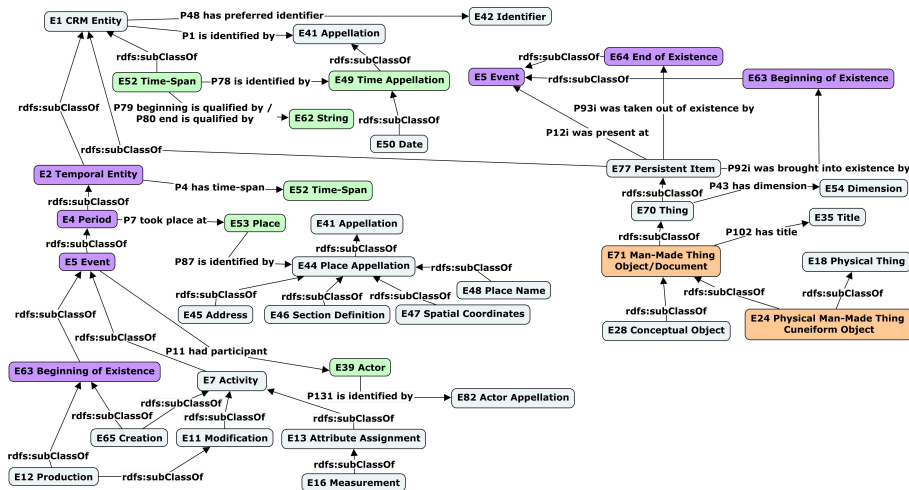 E1 CRM Entity
P48 has preferred identifier
E42 Identifier
P1 is identified by
E41 Appellation
rdfs:subClassOf
rdfs:subClassOf
E52 Time-Span
P78 is identified by
E49 Time Appellation
rdfs:subClassOf
P79 beginning is qualified by /
P80 end is qualified by
E62 String
rdfs:subClassOf
E50 Date
rdfs:subClassOf
E64 End of Existence
rdfs:subClassOf
E5 Event
rdfs:subClassOf
E63 Beginning of Existence
P93i was taken out of existence by
P12i was present at
rdfs:subClassOf
E77 Persistent Item
P92i was brought into existence by
E2 Temporal Entity
P4 has time-span
E52 Time-Span
rdfs:subClassOf
P43 has dimension
E54 Dimension
rdfs:subClassOf
E70 Thing
E4 Period
P7 took place at
E53 Place
E41 Appellation
E35 Title
rdfs:subClassOf
rdfs:subClassOf
rdfs:subClassOf
P102 has title
E5 Event
P87 is identified by
E44 Place Appellation
E71 Man-Made Thing
Object/Document
E18 Physical Thing
rdfs:subClassOf
rdfs:subClassOf
E48 Place Name
rdfs:subClassOf
rdfs:subClassOf
rdfs:subClassOf
E45 Address
E46 Section Definition
E47 Spatial Coordinates
rdfs:subClassOf
rdfs:subClassOf
rdfs:subClassOf
rdfs:subClassOf
E28 Conceptual Object
E24 Physical Man-Made Thing
Cuneiform Object
P11 had participant
E63 Beginning of Existence
E7 Activity
E39 Actor
P131 is identified by
E82 Actor Appellation
rdfs:subClassOf
rdfs:subClassOf
rdfs:subClassOf
rdfs:subClassOf
E65 Creation
E11 Modification
E13 Attribute Assignment
rdfs:subClassOf
rdfs:subClassOf
E12 Production
rdfs:subClassOf
E16 Measurement